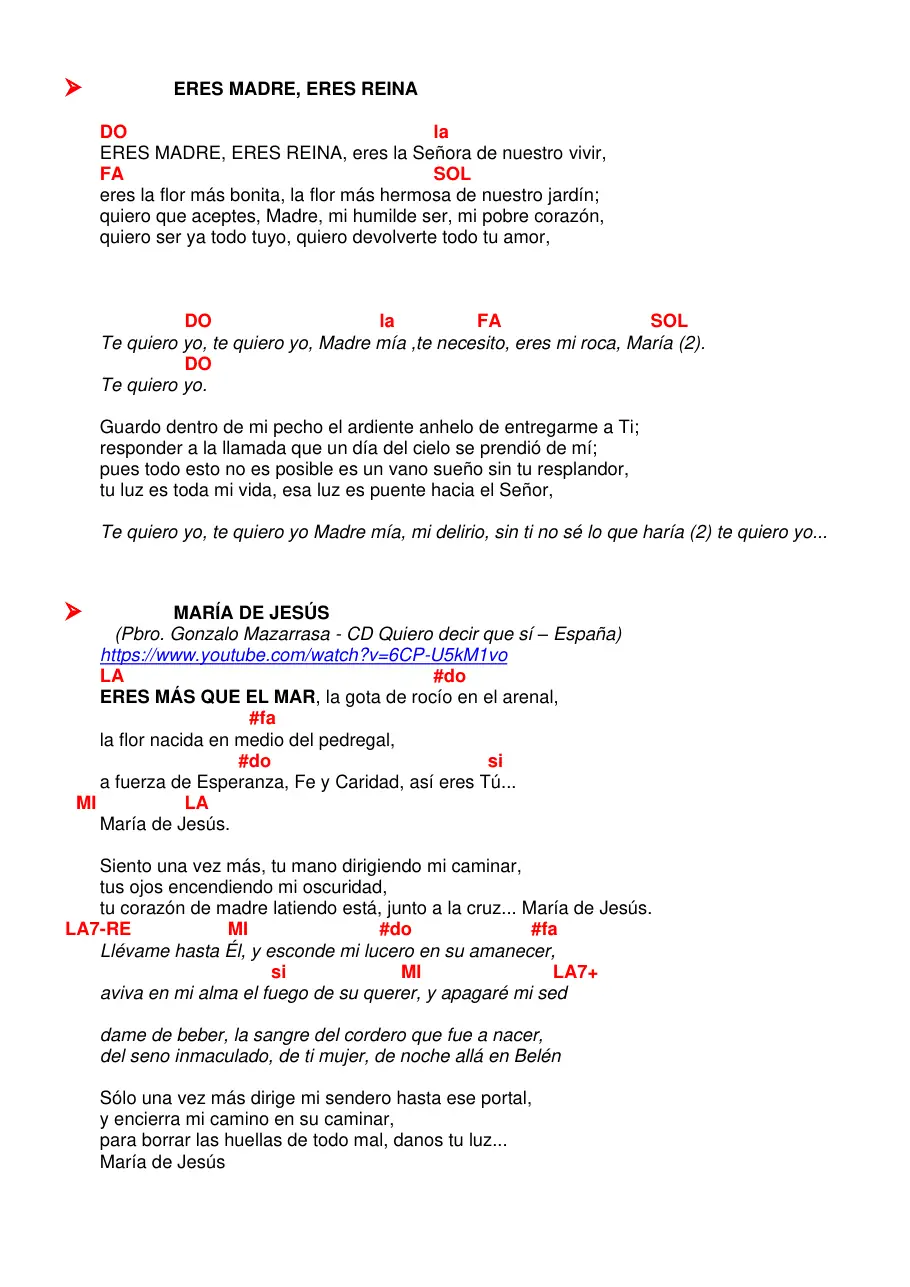 ➢ ERES MADRE, ERES REINA
DO la
ERES MADRE, ERES REINA, eres la Señora de nuestro vivir,
FA SOL
eres la flor más bonita, la flor más hermosa de nuestro jardín;
quiero que aceptes, Madre, mi humilde ser, mi pobre corazón,
quiero ser ya todo tuyo, quiero devolverte todo tu amor,
DO la FA SOL
Te quiero yo, te quiero yo, Madre mía ,te necesito, eres mi roca, María (2).
DO
Te quiero yo.
Guardo dentro de mi pecho el ardiente anhelo de entregarme a Ti;
responder a la llamada que un día del cielo se prendió de mí;
pues todo esto no es posible es un vano sueño sin tu resplandor,
tu luz es toda mi vida, esa luz es puente hacia el Señor,
Te quiero yo, te quiero yo Madre mía, mi delirio, sin ti no sé lo que haría (2) te quiero yo...
➢ MARÍA DE JESÚS
(Pbro. Gonzalo Mazarrasa - CD Quiero decir que sí – España)
https://www.youtube.com/watch?v=6CP-U5kM1vo
LA #do
ERES MÁS QUE EL MAR, la gota de rocío en el arenal,
#fa
la flor nacida en medio del pedregal,
#do si
a fuerza de Esperanza, Fe y Caridad, así eres Tú...
MI LA
María de Jesús.
Siento una vez más, tu mano dirigiendo mi caminar,
tus ojos encendiendo mi oscuridad,
tu corazón de madre latiendo está, junto a la cruz... María de Jesús.
LA7-RE MI #do #fa
Llévame hasta Él, y esconde mi lucero en su amanecer,
si MI LA7+
aviva en mi alma el fuego de su querer, y apagaré mi sed
dame de beber, la sangre del cordero que fue a nacer,
del seno inmaculado, de ti mujer, de noche allá en Belén
Sólo una vez más dirige mi sendero hasta ese portal,
y encierra mi camino en su caminar,
para borrar las huellas de todo mal, danos tu luz...
María de Jesús